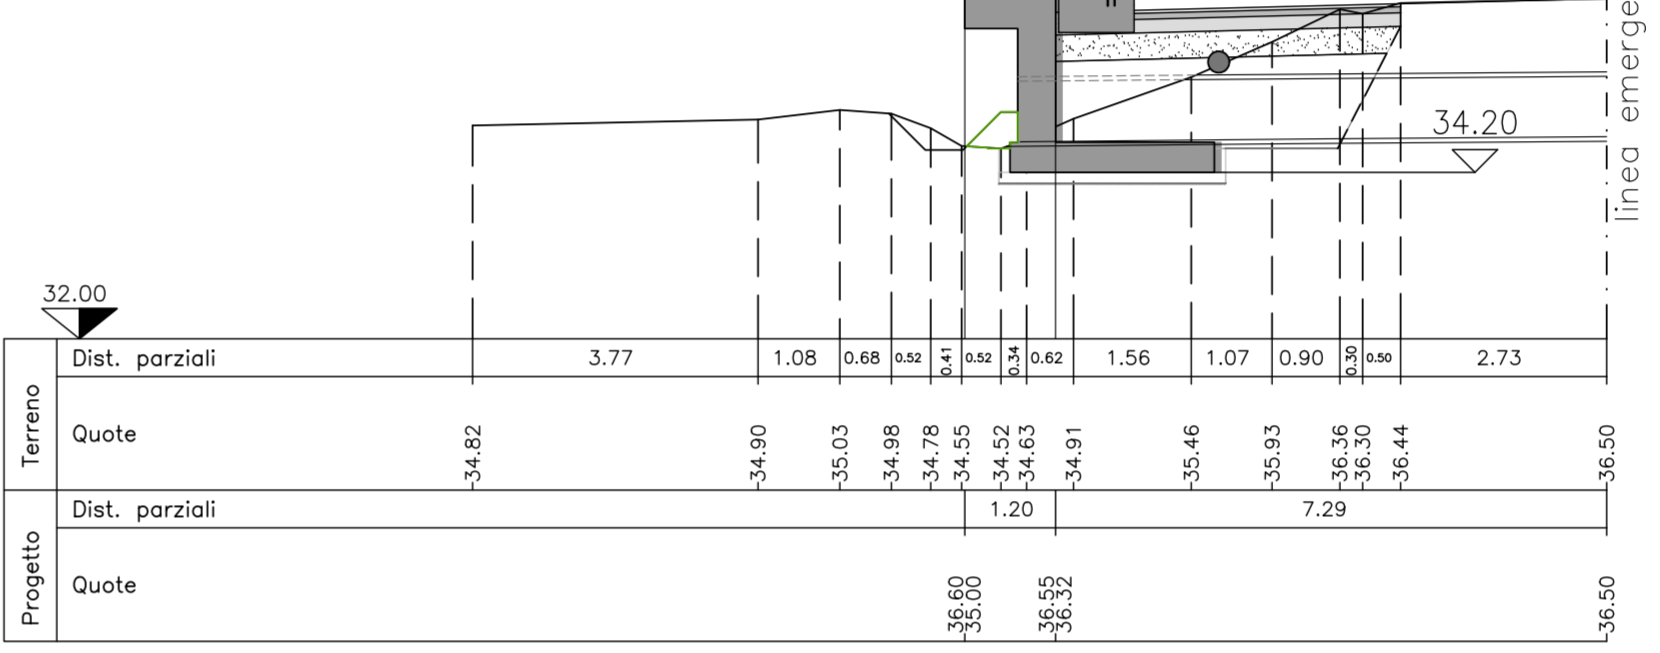 linea emerge
34.20
32.00
Terreno
Dist. parziali 3.77 1.08 0.68 0.52 0.41 0.52 0.34 0.62 1.56 1.07 0.90 0.30 0.50 2.73
Quote 34.82 34.90 35.03 34.98 34.78 34.55 34.52 34.63 34.91 35.46 35.93 36.36 36.30 36.44 36.50
Progetto
Dist. parziali 1.20 7.29
Quote 36.60 35.00 36.55 36.32 36.50